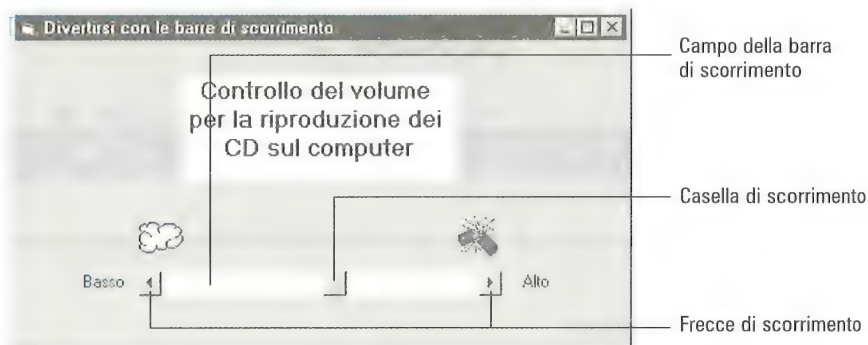 Divertirsi con le barre di scorrimento
Campo della barra
di scorrimento
Controllo del volume
per la riproduzione dei
CD sul computer
Casella di scorrimento
Basso
Alto
Frecce di scorrimento